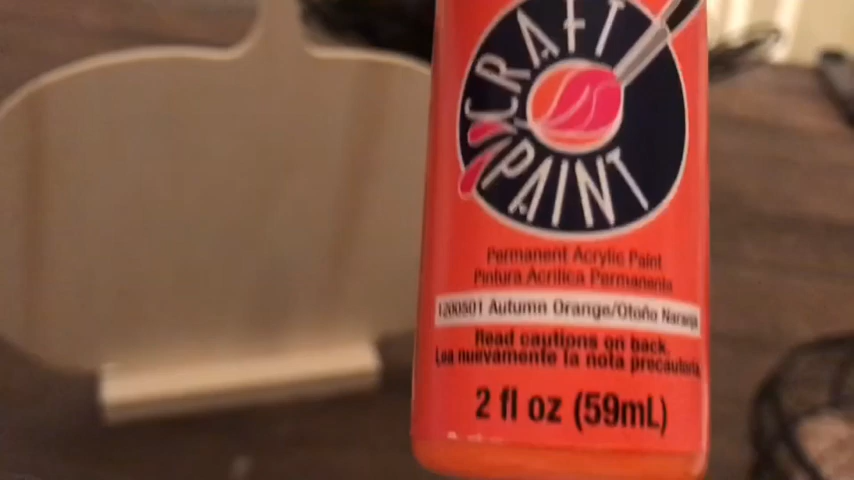 CRAFT
PAINT
Permanent Acrylic Paint
Pintura Acrílica Permanente
1200501 Autumn Orange/Otoño Naranja
Read cautions on back.
Lea nuevamente la nota precautoria.
2 fl oz (59mL)